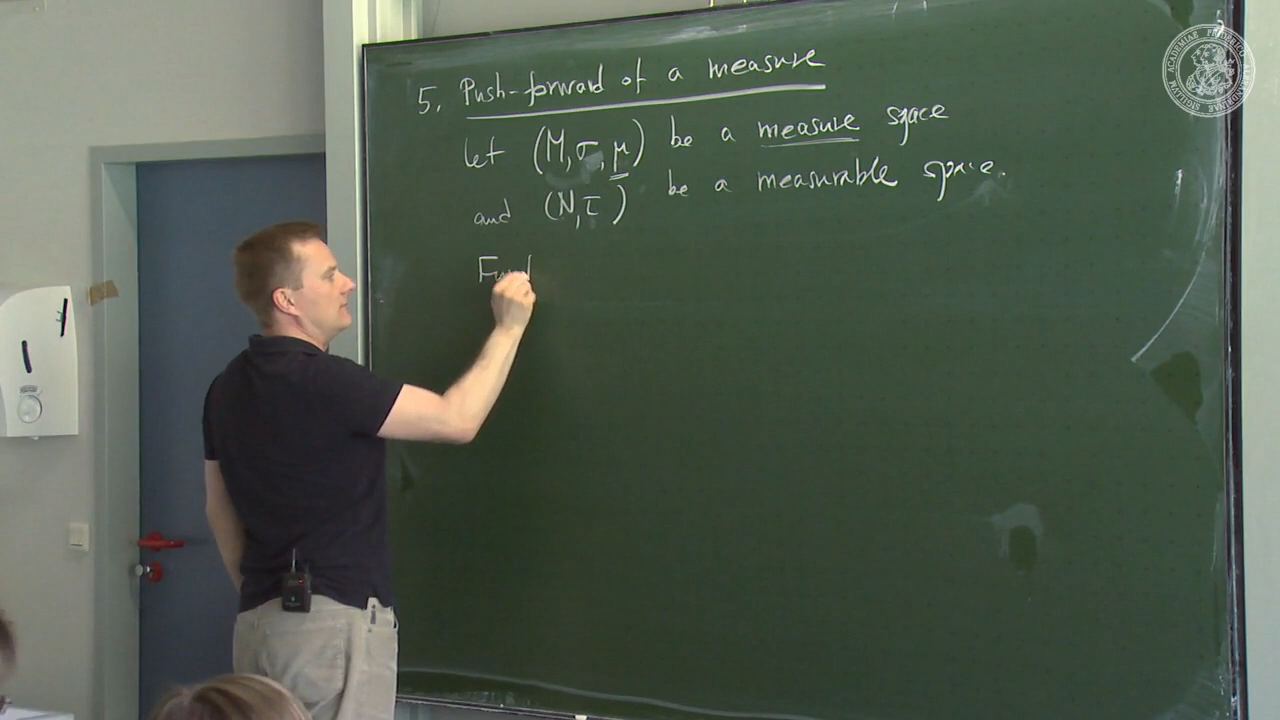 5. Push-forward of a measure
let (M, σ, μ) be a measure space
and (N, τ) be a measurable space.